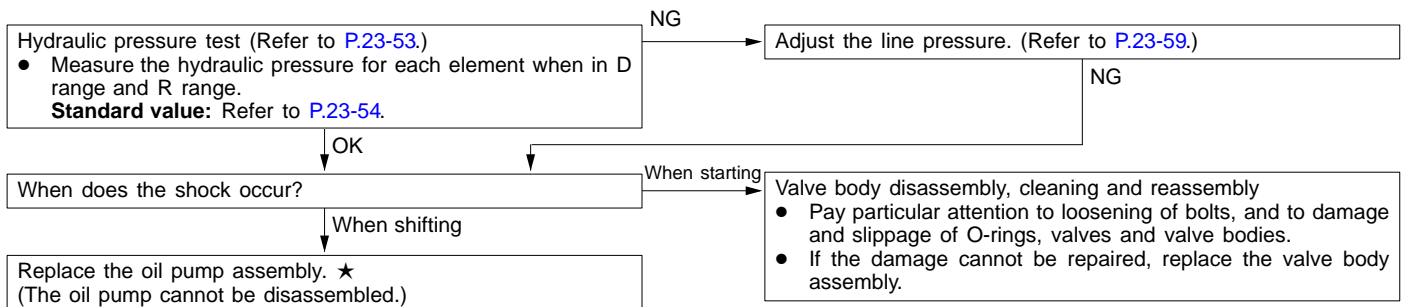 NG
Hydraulic pressure test (Refer to P.23-53.)
● Measure the hydraulic pressure for each element when in D
range and R range.
Standard value: Refer to P.23-54.
Adjust the line pressure. (Refer to P.23-59.)
NG
OK
When does the shock occur?
When starting
Valve body disassembly, cleaning and reassembly
● Pay particular attention to loosening of bolts, and to damage
and slippage of O-rings, valves and valve bodies.
● If the damage cannot be repaired, replace the valve body
assembly.
When shifting
Replace the oil pump assembly. ★
(The oil pump cannot be disassembled.)